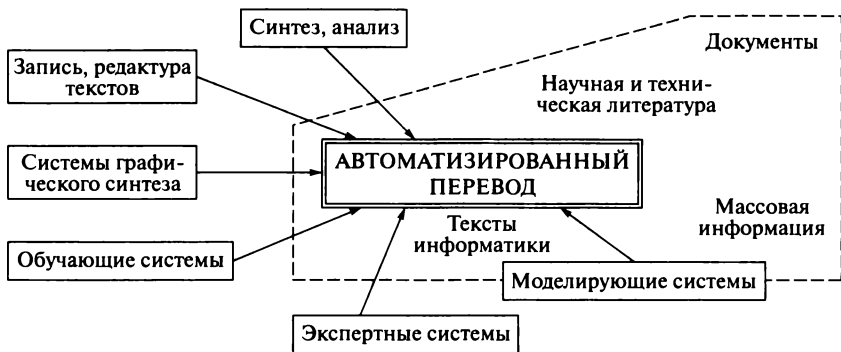 Синтез, анализ
Документы
Запись, редактура
текстов
Научная и техни-
ческая литература
Системы графи-
ческого синтеза
АВТОМАТИЗИРОВАННЫЙ
ПЕРЕВОД
Тексты
информатики
Массовая
информация
Обучающие системы
Моделирующие системы
Экспертные системы